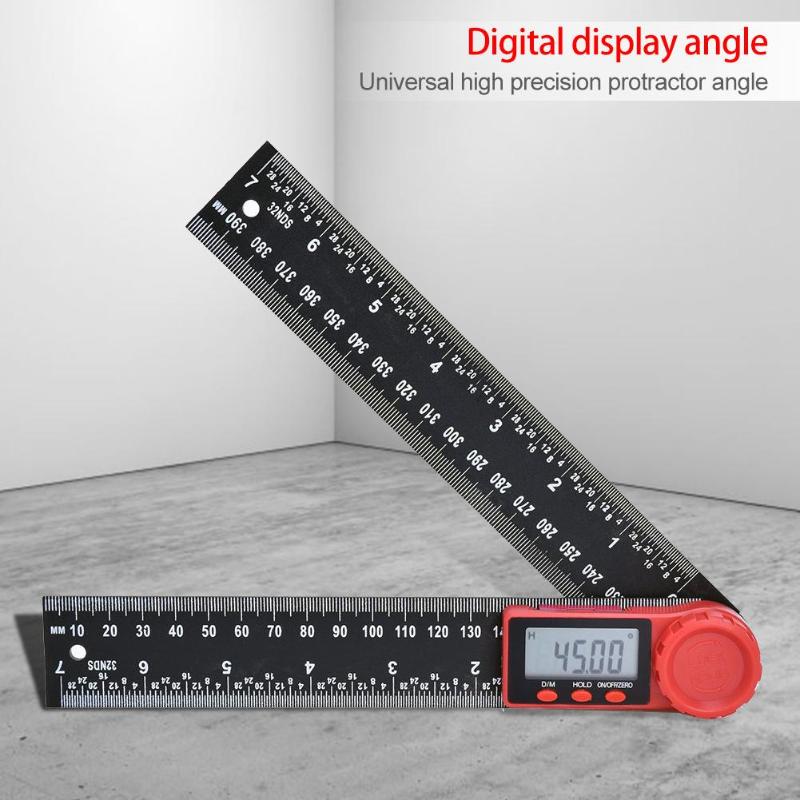 Digital display angle
Universal high precision protractor angle
7 6 5 4 3 2 1
32NDS
MM 390 380 370 360 350 340 330 320 310 300 290 280 270 260 250 240
MM 10 20 30 40 50 60 70 80 90 100 110 120 130
7 6 5 4 3 2
32NDS
H 45.00°
D/M HOLD ON/OFF/ZERO